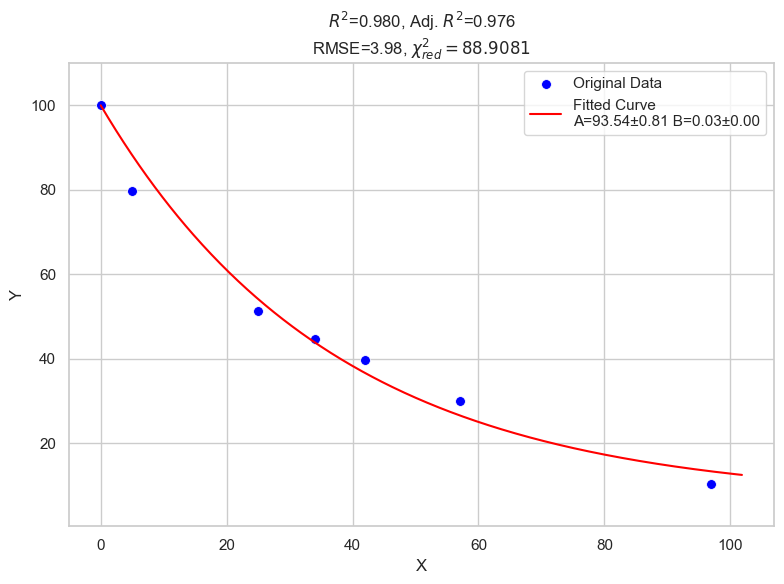 R²=0.980, Adj. R²=0.976
RMSE=3.98, χ²red = 88.9081
Original Data
Fitted Curve
A=93.54±0.81 B=0.03±0.00
100
80
60
40
20
Y
0 20 40 60 80 100
X